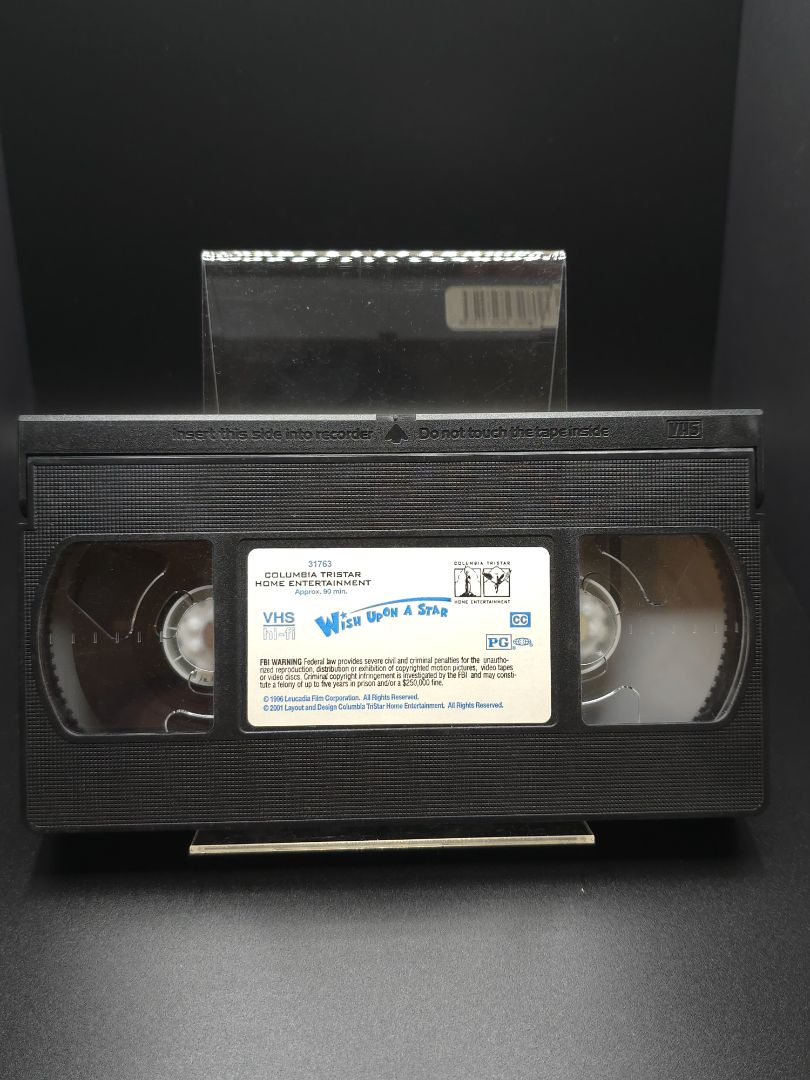 Insert this side into recorder Do not touch the tape inside VHS
31763
COLUMBIA TRISTAR
HOME ENTERTAINMENT
Approx. 90 min.
COLUMBIA TRISTAR
HOME ENTERTAINMENT
VHS
hi-fi
WISH UPON A STAR
CC
PG
FBI WARNING Federal law provides severe civil and criminal penalties for the unautho-
rized reproduction, distribution or exhibition of copyrighted motion pictures, video tapes
or video discs. Criminal copyright infringement is investigated by the FBI and may consti-
tute a felony of up to five years in prison and/or a $250,000 fine.
© 1996 Leucadia Film Corporation. All Rights Reserved.
© 2001 Layout and Design Columbia TriStar Home Entertainment. All Rights Reserved.